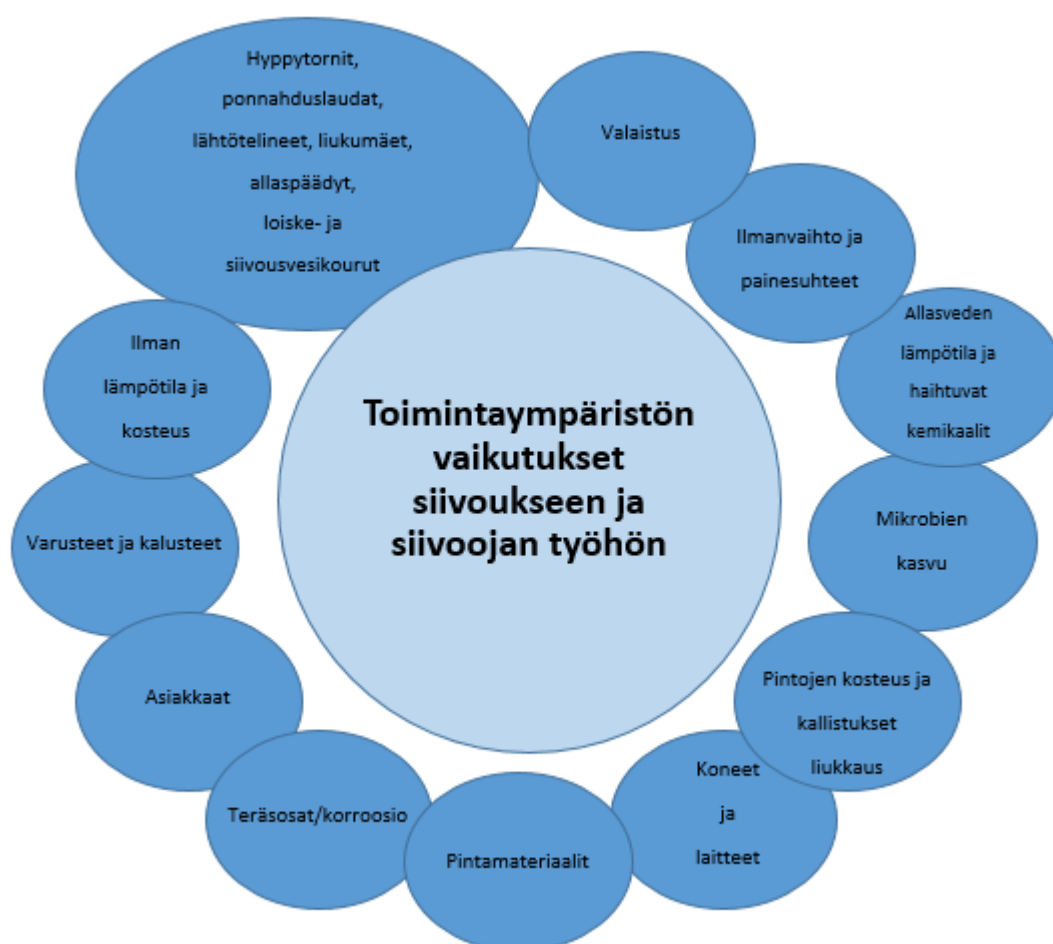 Hyppytornit,
ponnahduslaudat,
lähtötelineet, liukumäet,
allaspäädyt,
loiske- ja
siivousvesikourut
Valaistus
Ilmanvaihto ja
painesuhteet
Allasveden
lämpötila ja
haihtuvat
kemikaalit
Mikrobien
kasvu
Pintojen kosteus ja
kallistukset
liukkaus
Koneet
ja
laitteet
Pintamateriaalit
Teräsosat/korroosio
Asiakkaat
Varusteet ja kalusteet
Ilman
lämpötila ja
kosteus
Toimintaympäristön
vaikutukset
siivoukseen ja
siivoojan työhön